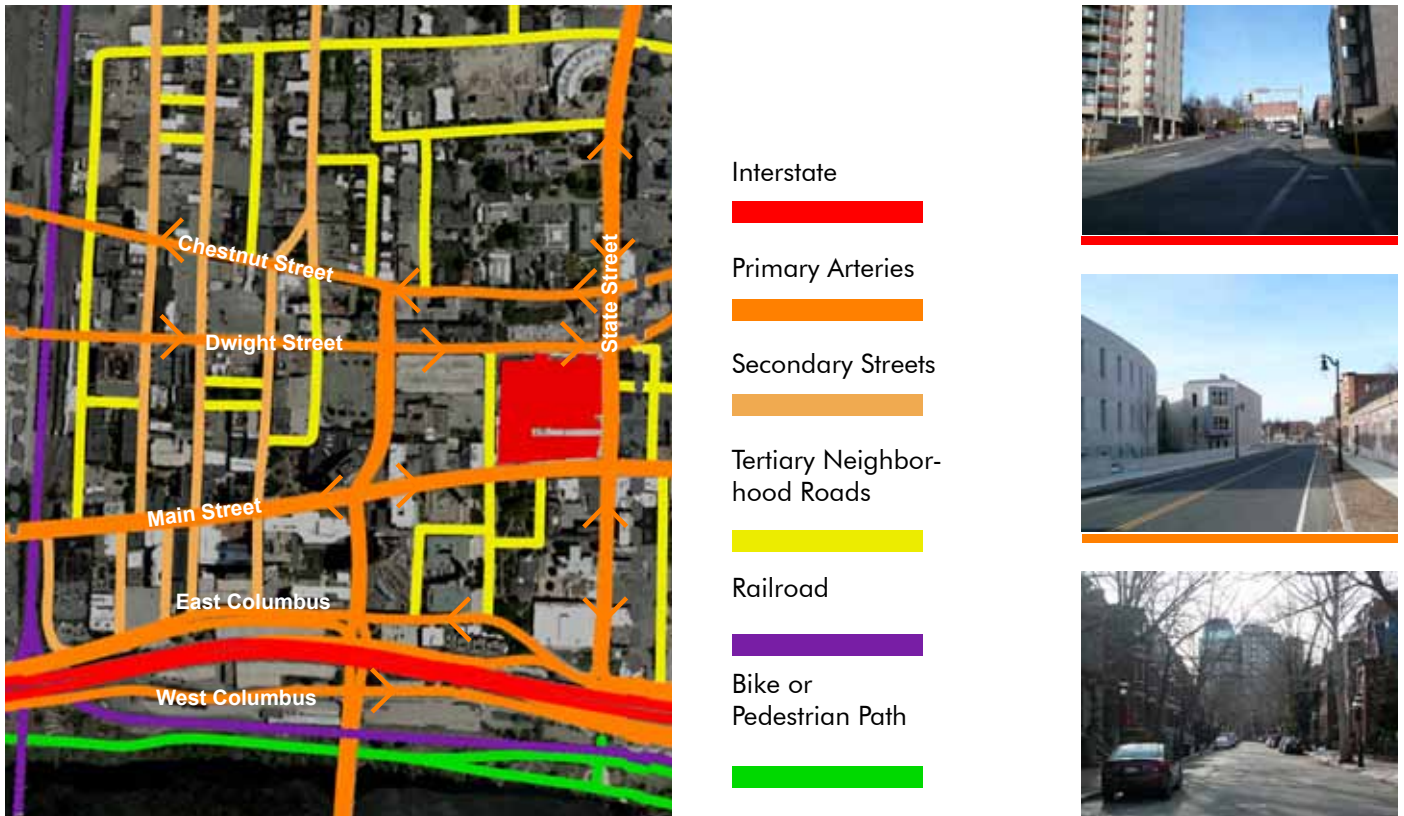 Chestnut Street
State Street
Dwight Street
Main Street
East Columbus
West Columbus
Interstate
Primary Arteries
Secondary Streets
Tertiary Neighbor-
hood Roads
Railroad
Bike or
Pedestrian Path